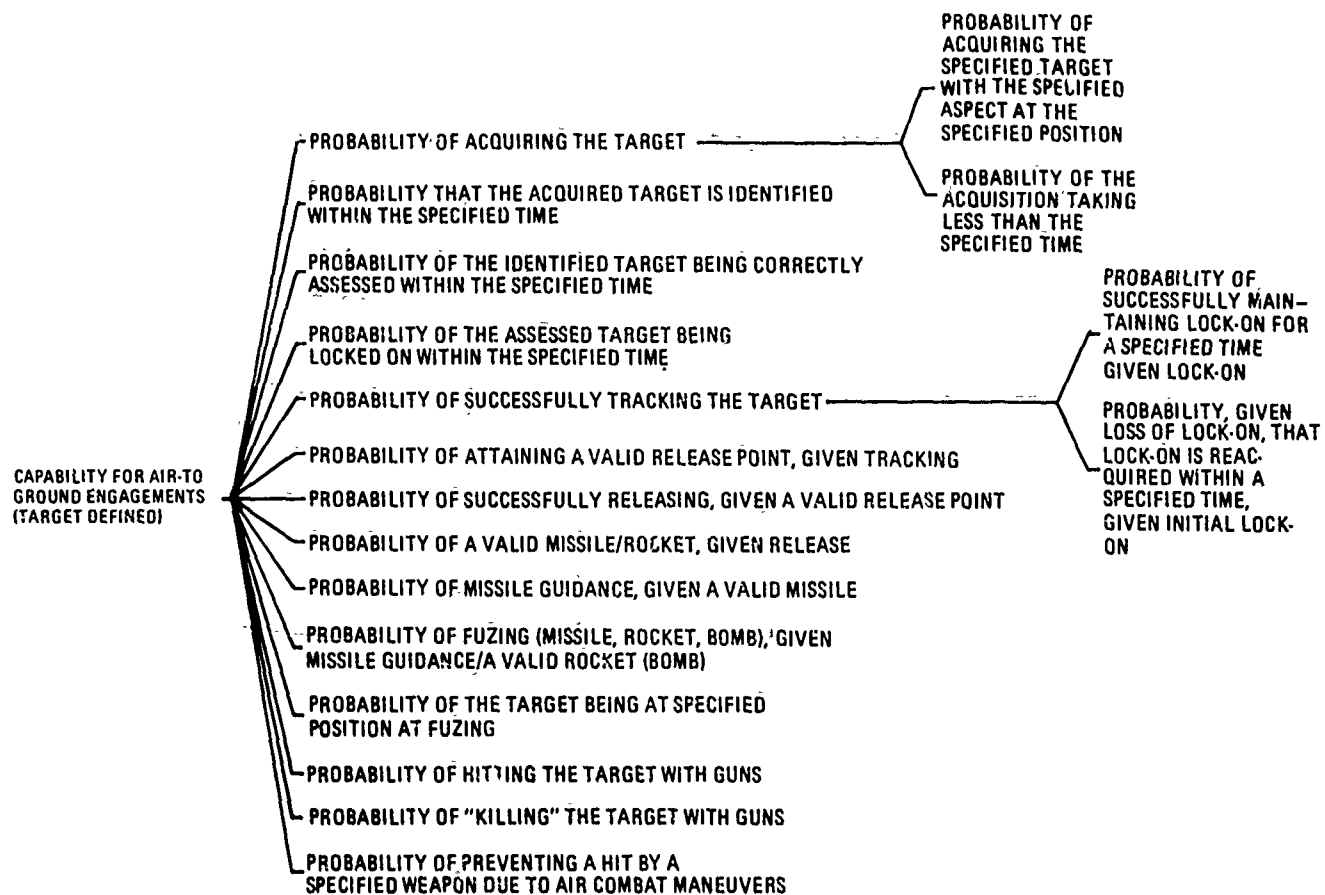 CAPABILITY FOR AIR-TO
GROUND ENGAGEMENTS
(TARGET DEFINED)
PROBABILITY OF ACQUIRING THE TARGET
PROBABILITY OF
ACQUIRING THE
SPECIFIED TARGET
WITH THE SPECIFIED
ASPECT AT THE
SPECIFIED POSITION
PROBABILITY OF THE
ACQUISITION TAKING
LESS THAN THE
SPECIFIED TIME
PROBABILITY THAT THE ACQUIRED TARGET IS IDENTIFIED
WITHIN THE SPECIFIED TIME
PROBABILITY OF THE IDENTIFIED TARGET BEING CORRECTLY
ASSESSED WITHIN THE SPECIFIED TIME
PROBABILITY OF THE ASSESSED TARGET BEING
LOCKED ON WITHIN THE SPECIFIED TIME
PROBABILITY OF SUCCESSFULLY TRACKING THE TARGET
PROBABILITY OF
SUCCESSFULLY MAIN-
TAINING LOCK-ON FOR
A SPECIFIED TIME
GIVEN LOCK-ON
PROBABILITY, GIVEN
LOSS OF LOCK-ON, THAT
LOCK-ON IS REAC-
QUIRED WITHIN A
SPECIFIED TIME,
GIVEN INITIAL LOCK-
ON
PROBABILITY OF ATTAINING A VALID RELEASE POINT, GIVEN TRACKING
PROBABILITY OF SUCCESSFULLY RELEASING, GIVEN A VALID RELEASE POINT
PROBABILITY OF A VALID MISSILE/ROCKET, GIVEN RELEASE
PROBABILITY OF MISSILE GUIDANCE, GIVEN A VALID MISSILE
PROBABILITY OF FUZING (MISSILE, ROCKET, BOMB), GIVEN
MISSILE GUIDANCE/A VALID ROCKET (BOMB)
PROBABILITY OF THE TARGET BEING AT SPECIFIED
POSITION AT FUZING
PROBABILITY OF HITTING THE TARGET WITH GUNS
PROBABILITY OF "KILLING" THE TARGET WITH GUNS
PROBABILITY OF PREVENTING A HIT BY A
SPECIFIED WEAPON DUE TO AIR COMBAT MANEUVERS